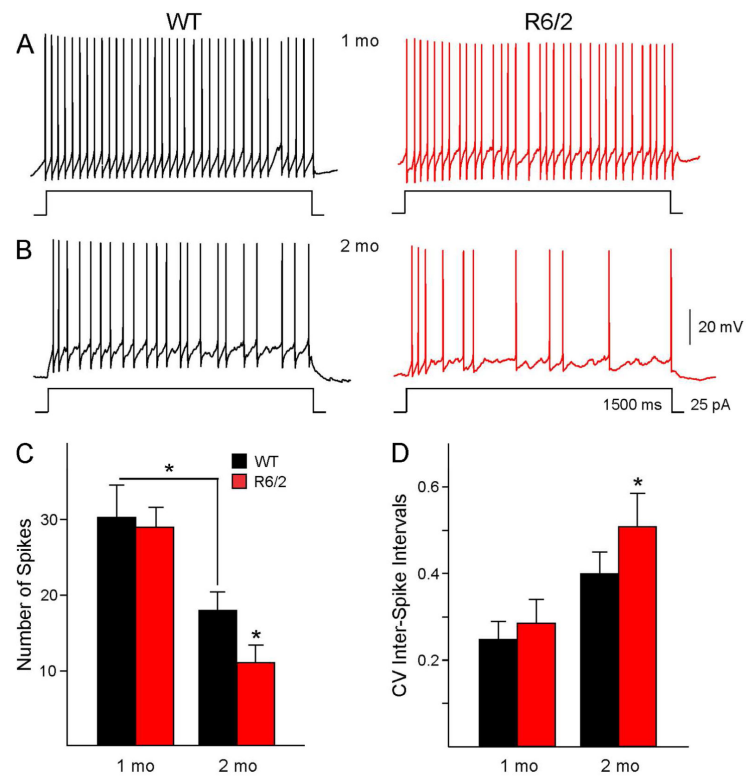 WT R6/2
A 1 mo
B 2 mo
20 mV
1500 ms 25 pA
C D
* WT
R6/2
*
*
Number of Spikes
30
20
10
1 mo 2 mo
CV Inter-Spike Intervals
0.6
0.4
0.2
1 mo 2 mo